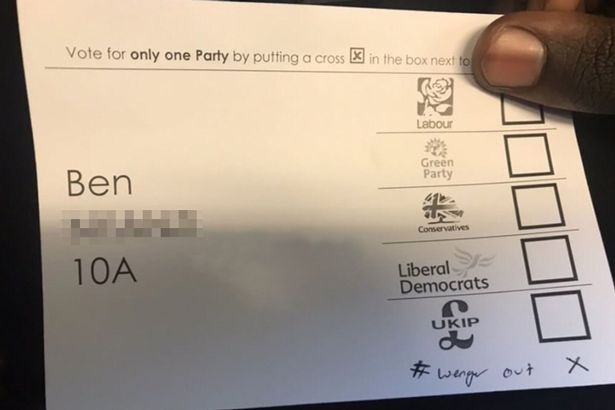 Vote for only one Party by putting a cross ☒ in the box next to
Labour
Green
Party
Ben
Conservatives
10A
Liberal
Democrats
UKIP
# wenger out X